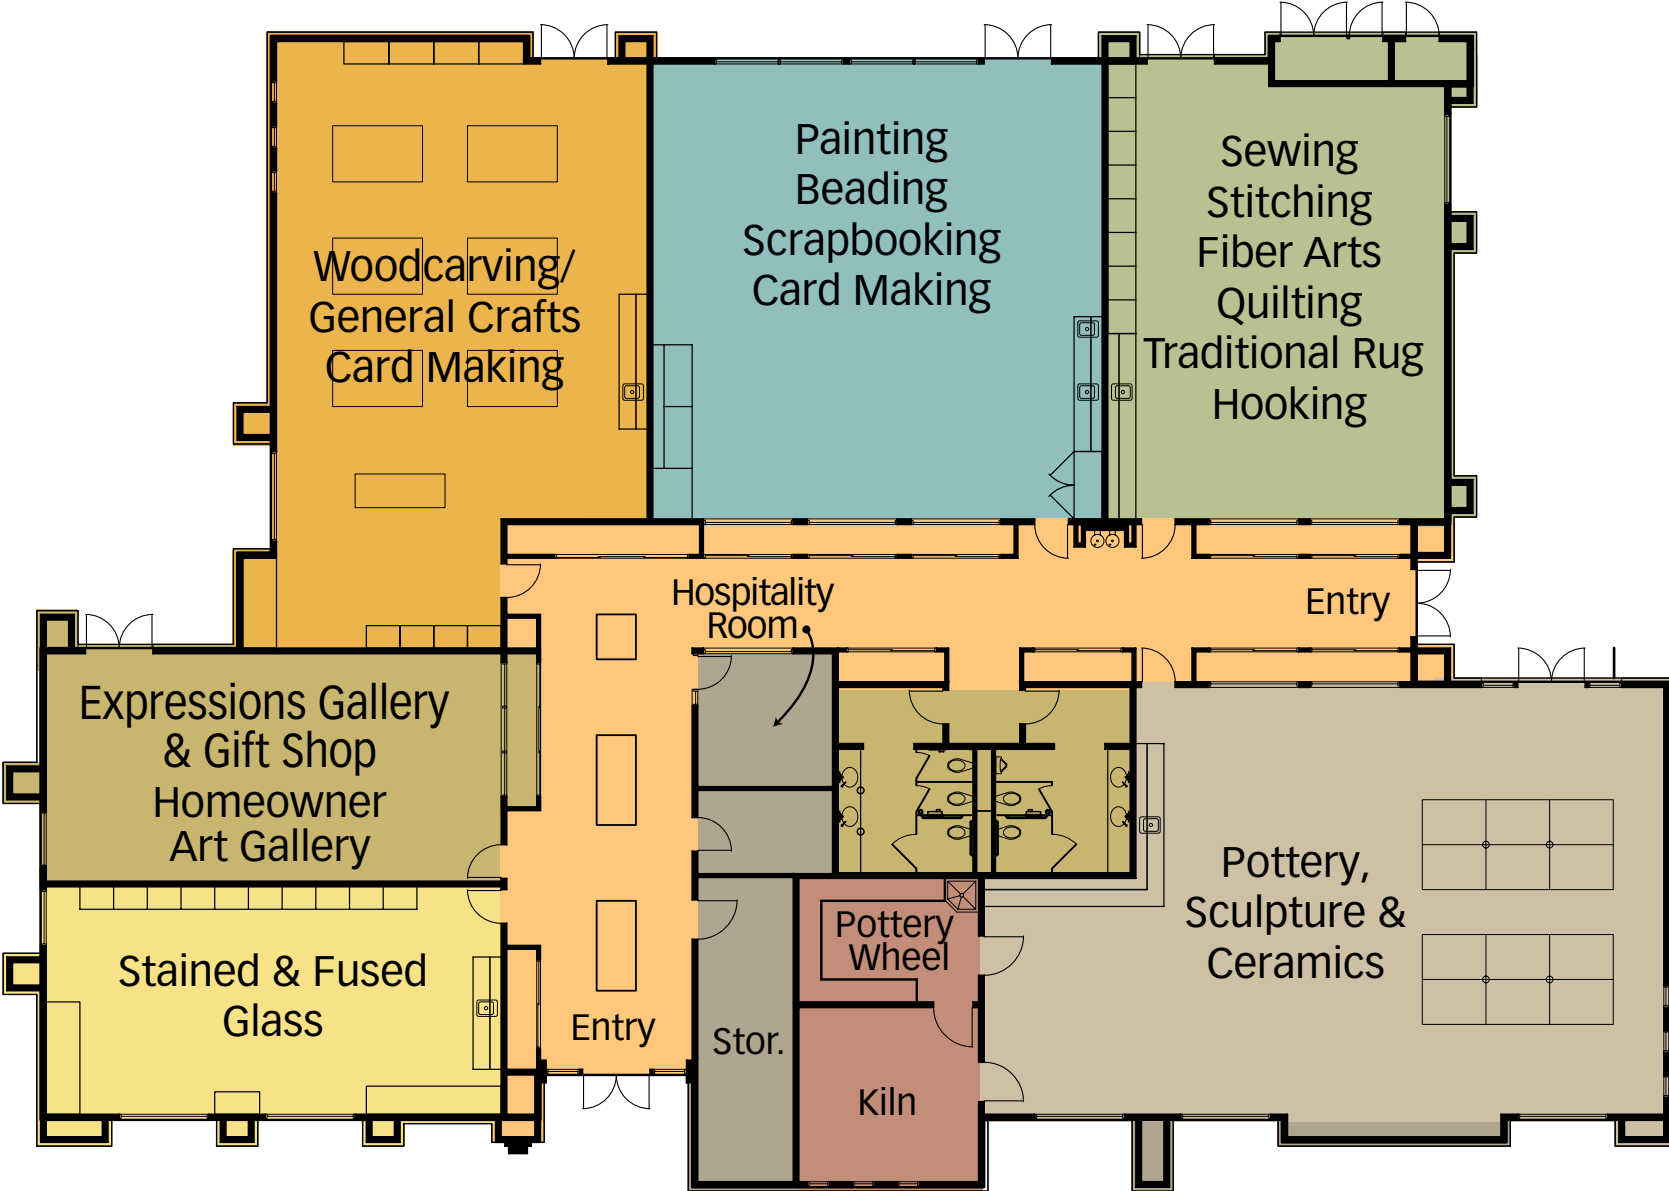 Woodcarving/
General Crafts
Card Making
Painting
Beading
Scrapbooking
Card Making
Sewing
Stitching
Fiber Arts
Quilting
Traditional Rug
Hooking
Hospitality
Room
Entry
Expressions Gallery
& Gift Shop
Homeowner
Art Gallery
Stained & Fused
Glass
Entry
Stor.
Pottery
Wheel
Kiln
Pottery,
Sculpture &
Ceramics